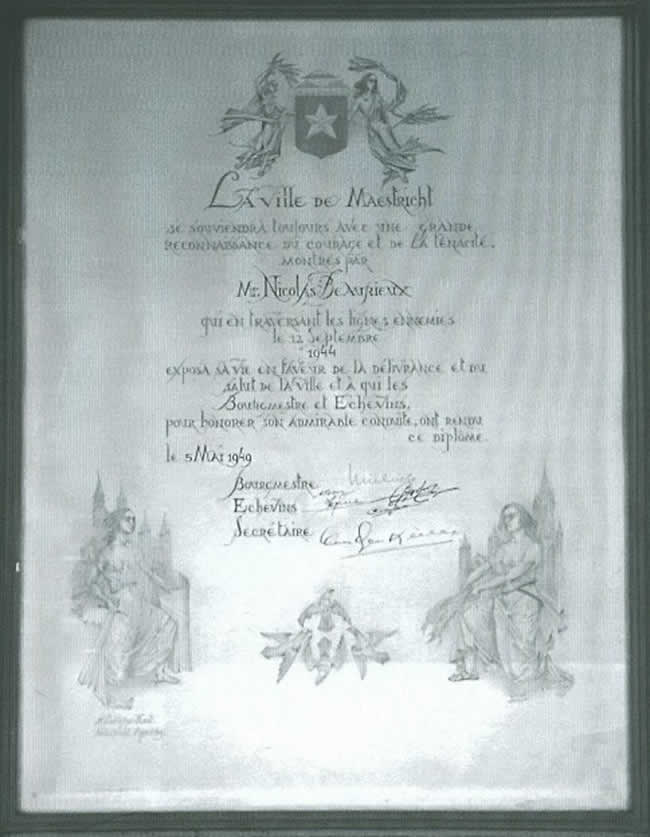 La Ville de Maestricht
se souviendra toujours avec une grande
reconnaissance du courage et de la ténacité,
montrés par
Mr. Nicolas Beaurieux
qui en traversant les lignes ennemies
le 12 Septembre
1944
exposa sa vie en faveur de la délivrance et du
salut de la ville et à qui les
Bourgmestre et Echevins,
pour honorer son admirable conduite, ont rendu
ce diplôme.
le 5 Mai 1949
Bourgmestre
Echevins
Secrétaire